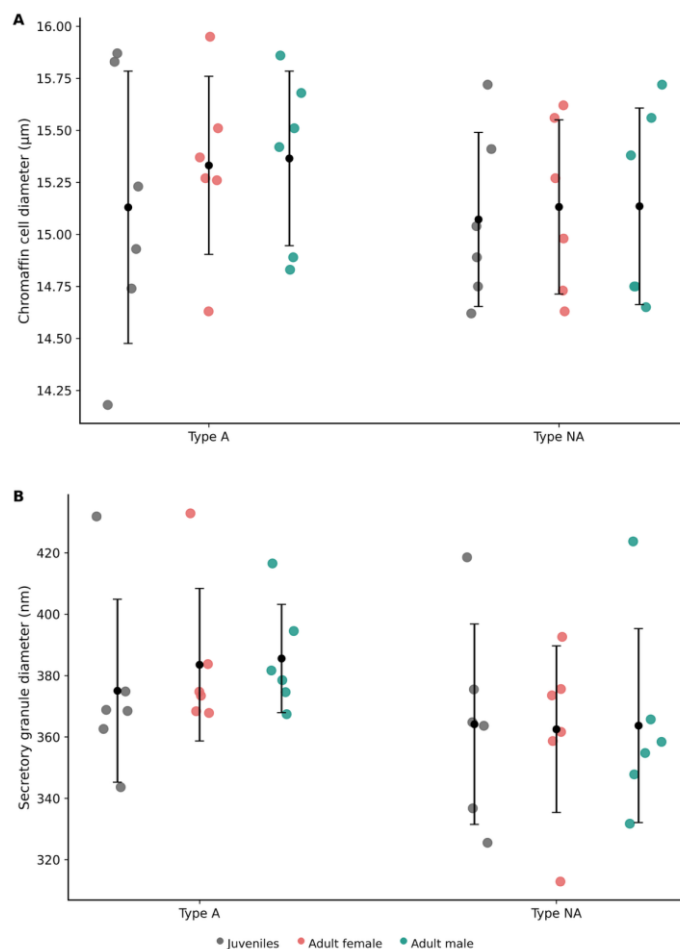 A
16.00
15.75
15.50
15.25
15.00
14.75
14.50
14.25
Chromaffin cell diameter (μm)
Type A
Type NA
B
420
400
380
360
340
320
Secretory granule diameter (nm)
Type A
Type NA
Juveniles
Adult female
Adult male